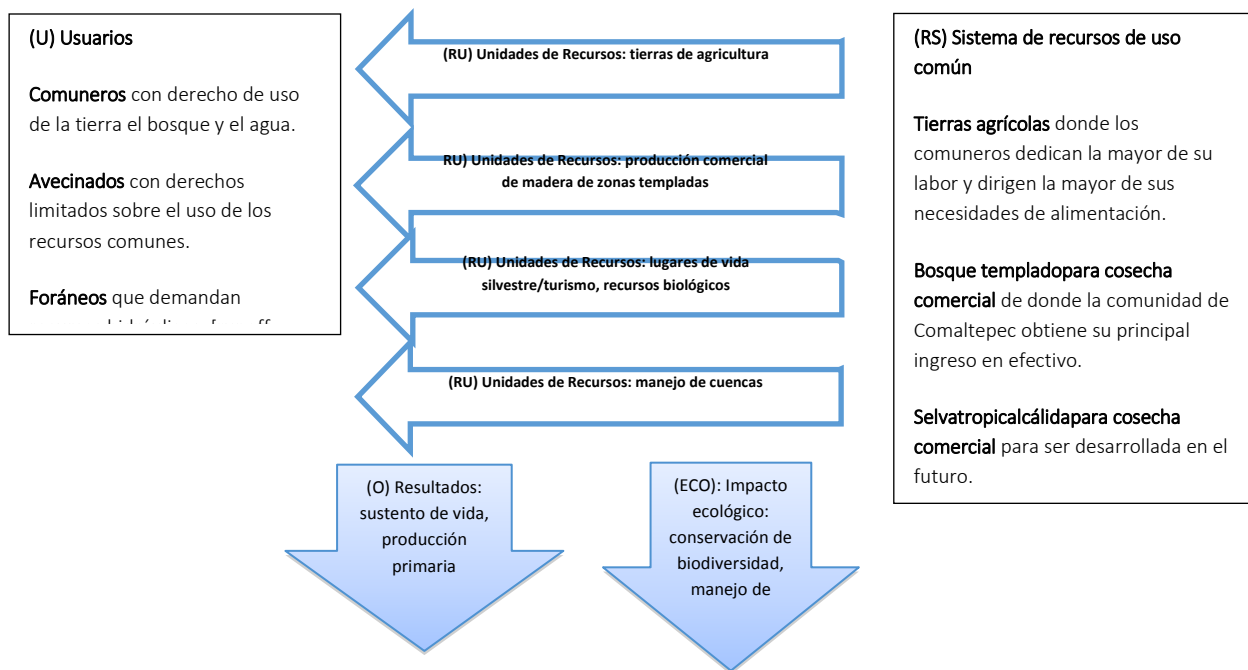 (U) Usuarios
Comuneros con derecho de uso
de la tierra el bosque y el agua.
Avecinados con derechos
limitados sobre el uso de los
recursos comunes.
Foráneos que demandan
(RU) Unidades de Recursos: tierras de agricultura
RU) Unidades de Recursos: producción comercial
de madera de zonas templadas
(RU) Unidades de Recursos: lugares de vida
silvestre/turismo, recursos biológicos
(RU) Unidades de Recursos: manejo de cuencas
(RS) Sistema de recursos de uso
común
Tierras agrícolas donde los
comuneros dedican la mayor de su
labor y dirigen la mayor de sus
necesidades de alimentación.
Bosque templadopara cosecha
comercial de donde la comunidad de
Comaltepec obtiene su principal
ingreso en efectivo.
Selvatropicalcálidapara cosecha
comercial para ser desarrollada en el
futuro.
(O) Resultados:
sustento de vida,
producción
primaria
(ECO): Impacto
ecológico:
conservación de
biodiversidad,
manejo de